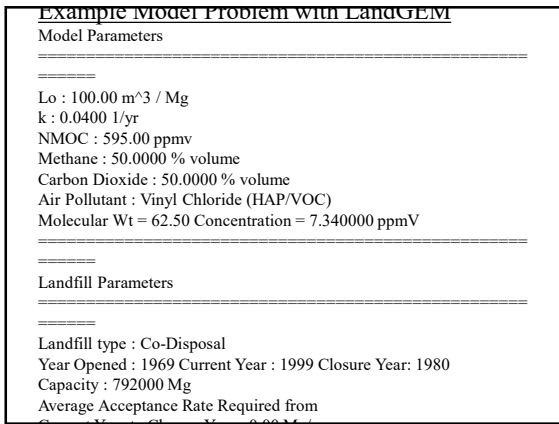 Example Model Problem with LandGEM
Model Parameters
===================================================
======
Lo : 100.00 m^3 / Mg
k : 0.0400 1/yr
NMOC : 595.00 ppmv
Methane : 50.0000 % volume
Carbon Dioxide : 50.0000 % volume
Air Pollutant : Vinyl Chloride (HAP/VOC)
Molecular Wt = 62.50 Concentration = 7.340000 ppmV
===================================================
======
Landfill Parameters
===================================================
======
Landfill type : Co-Disposal
Year Opened : 1969 Current Year : 1999 Closure Year: 1980
Capacity : 792000 Mg
Average Acceptance Rate Required from